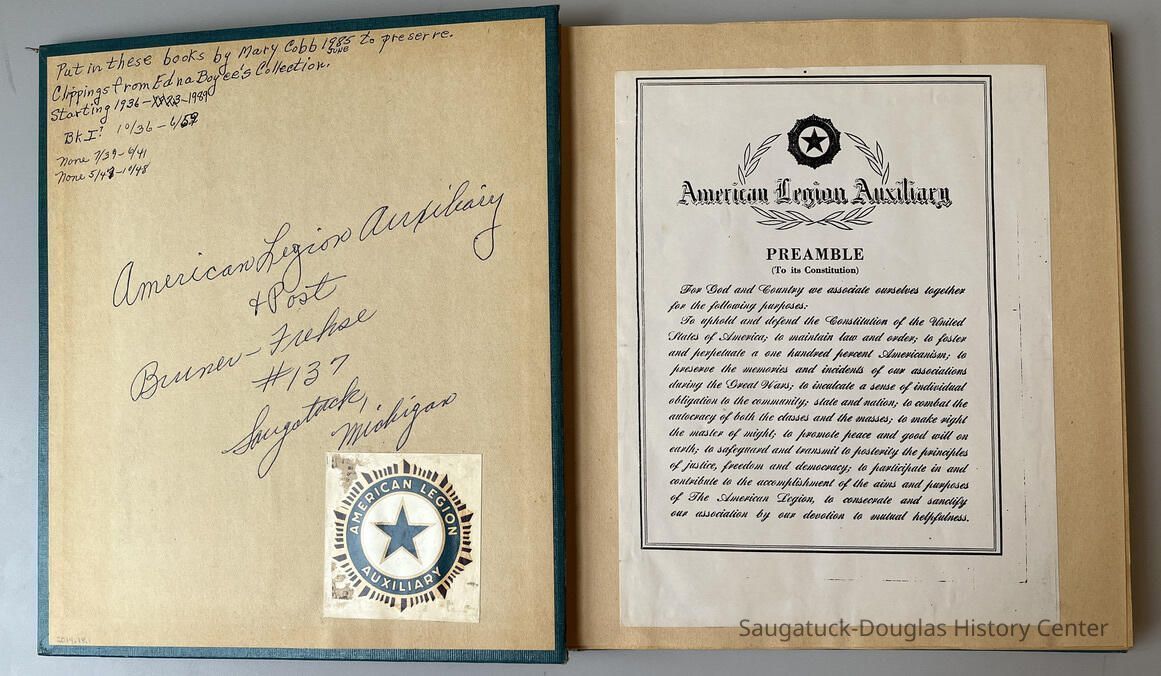 Put in these books by Mary Cobb 1985 to preserve.
JUNE
Clippings from Edna Boyce's Collection.
Starting 1936 – 1989
Bk I? 10/36 – 6/59
None 7/39 – 6/41
None 5/47 – 10/48
American Legion Auxiliary
& Post
Bruner – Frehse
#137
Saugatuck,
Michigan
AMERICAN LEGION
AUXILIARY
2014.18.1
American Legion Auxiliary
PREAMBLE
(To its Constitution)
For God and Country we associate ourselves together
for the following purposes:
To uphold and defend the Constitution of the United
States of America; to maintain law and order; to foster
and perpetuate a one hundred percent Americanism; to
preserve the memories and incidents of our associations
during the Great Wars; to inculcate a sense of individual
obligation to the community; state and nation; to combat the
autocracy of both the classes and the masses; to make right
the master of might; to promote peace and good will on
earth; to safeguard and transmit to posterity the principles
of justice, freedom and democracy; to participate in and
contribute to the accomplishment of the aims and purposes
of The American Legion, to consecrate and sanctify
our association by our devotion to mutual helpfulness.
Saugatuck-Douglas History Center